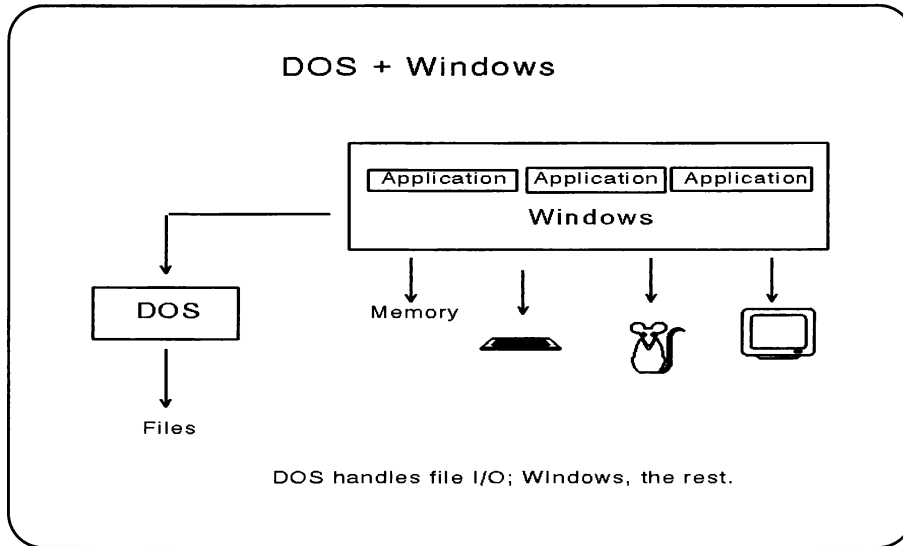 DOS + Windows
Application Application Application
Windows
DOS
Memory
Files
DOS handles file I/O; WIndows, the rest.